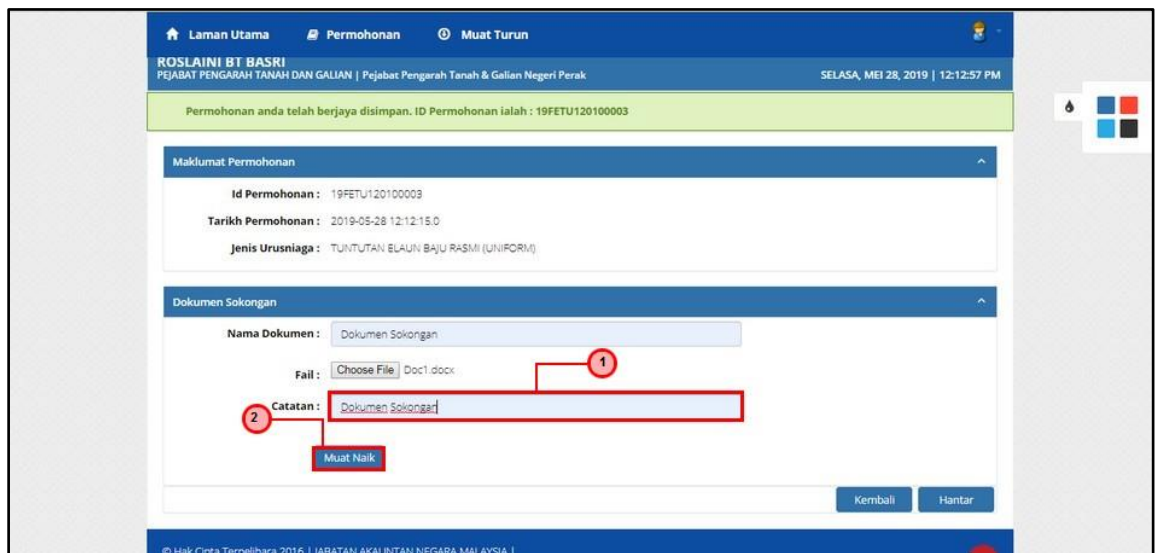 Laman Utama Permohonan Muat Turun
ROSLAINI BT BASRI
PEJABAT PENGARAH TANAH DAN GALIAN | Pejabat Pengarah Tanah & Galian Negeri Perak SELASA, MEI 28, 2019 | 12:12:57 PM
Permohonan anda telah berjaya disimpan. ID Permohonan ialah : 19FETU120100003
Maklumat Permohonan
Id Permohonan : 19FETU120100003
Tarikh Permohonan : 2019-05-28 12:12:15.0
Jenis Urusniaga : TUNTUTAN ELAUN BAJU RASMI (UNIFORM)
Dokumen Sokongan
Nama Dokumen : Dokumen Sokongan
Fail : Choose File Doc1.docx
1
Catatan : Dokumen Sokongan
2
Muat Naik
Kembali Hantar
© Hak Cipta Terpelihara 2016 | JABATAN AKAUNTAN NEGARA MALAYSIA |